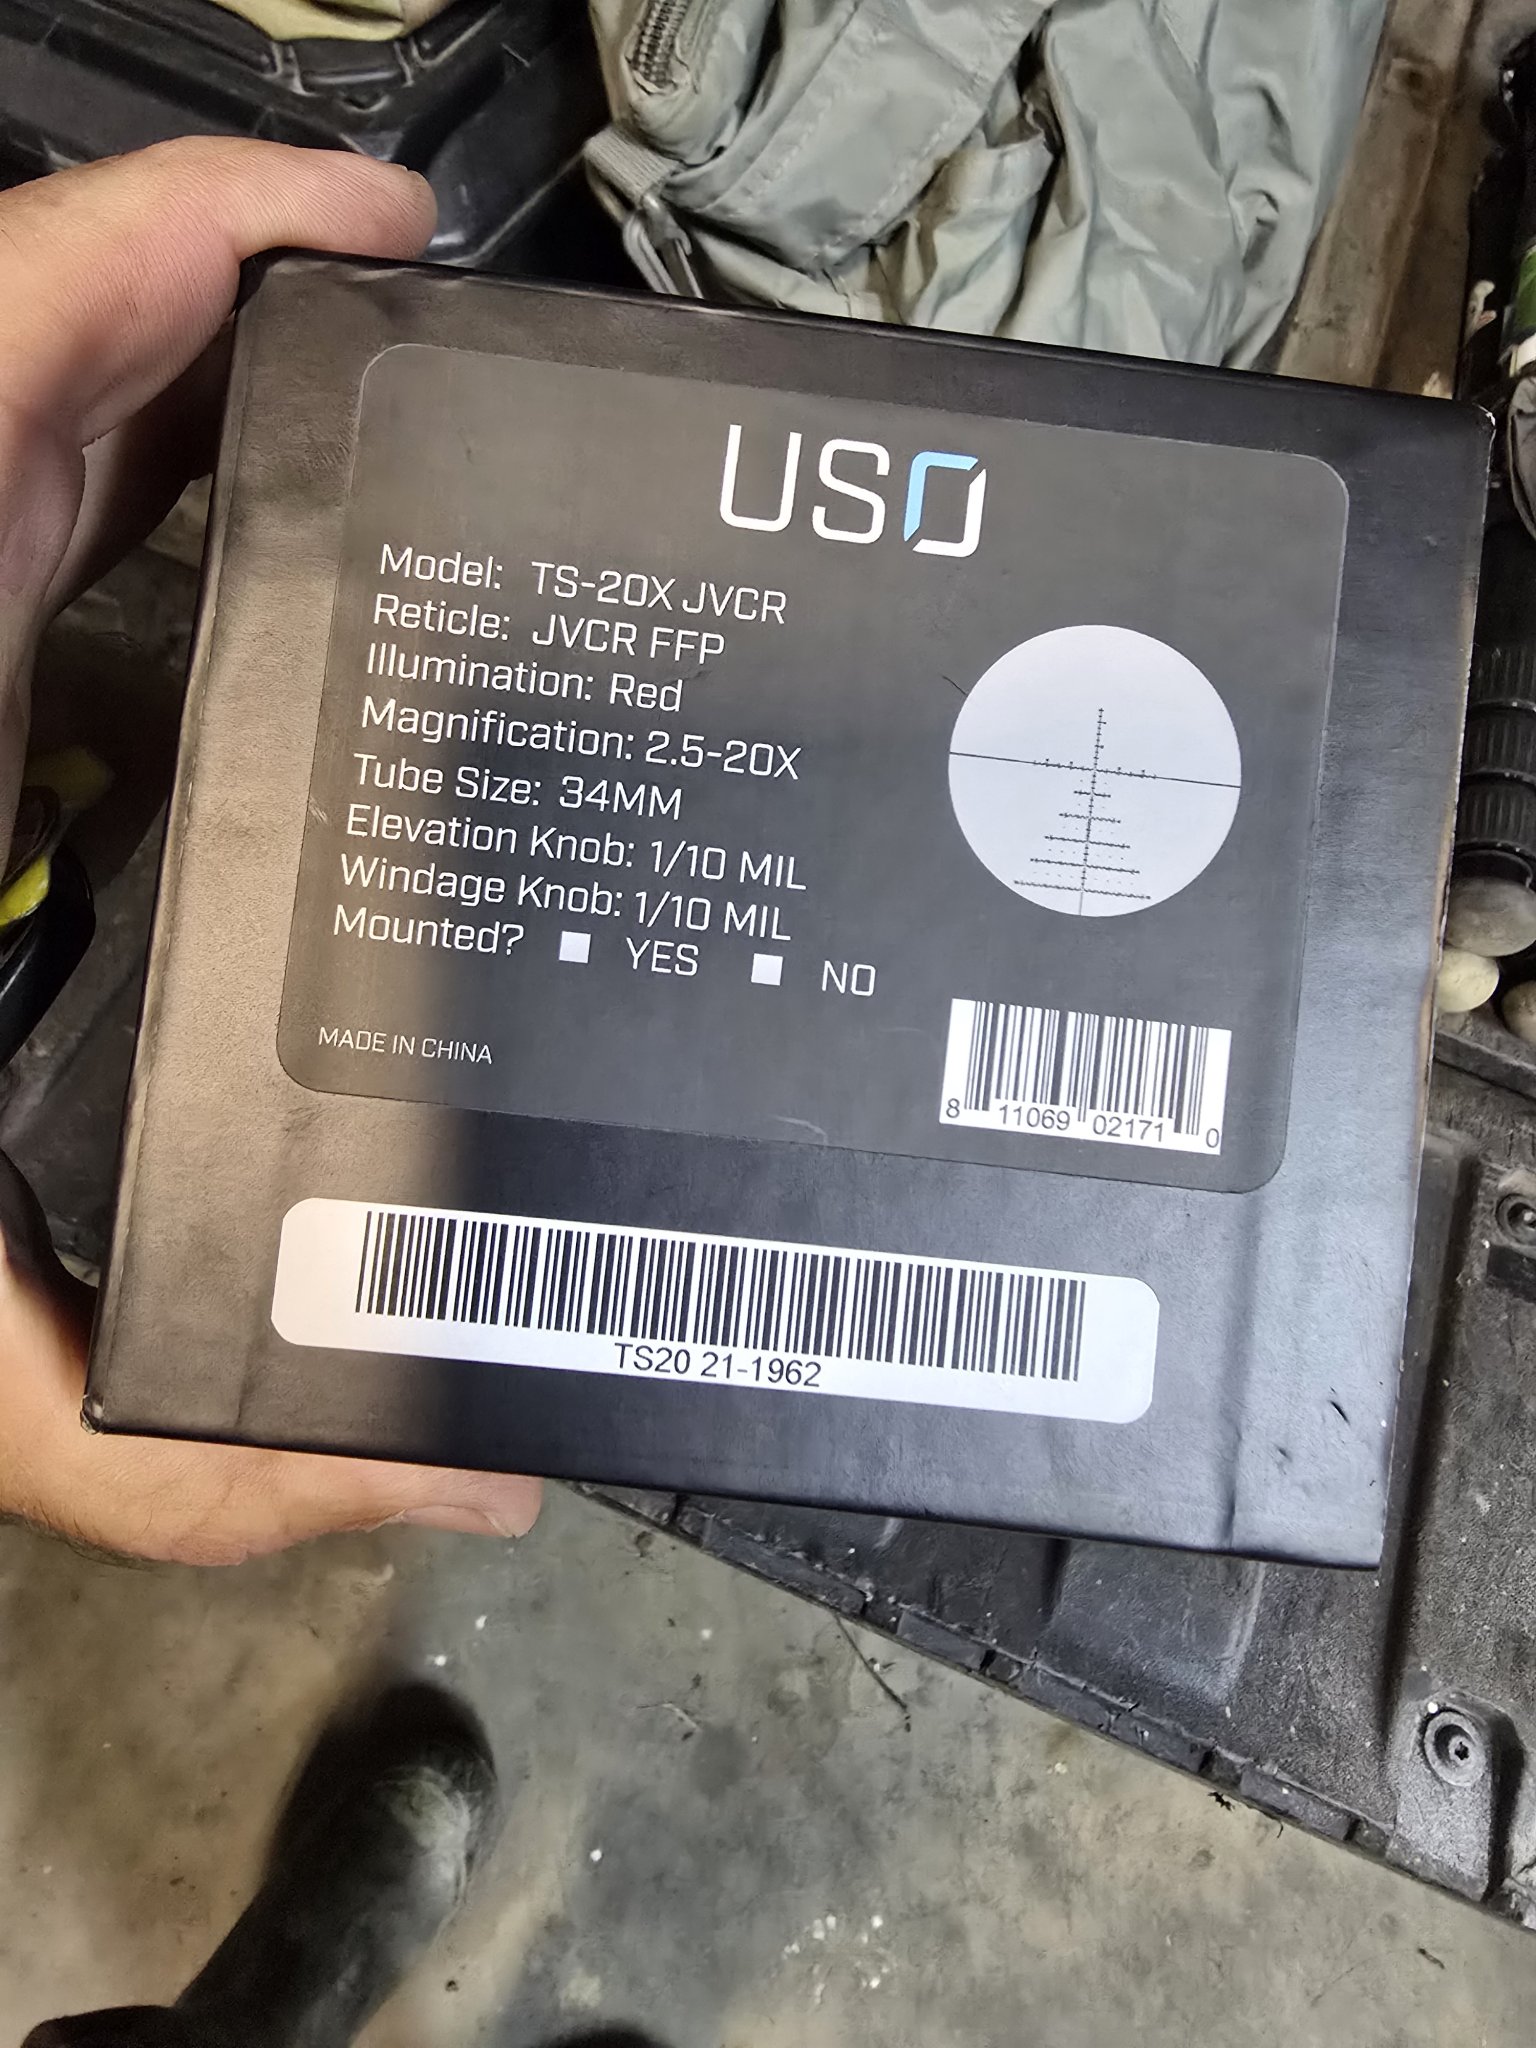 USO
Model: TS-20X JVCR
Reticle: JVCR FFP
Illumination: Red
Magnification: 2.5-20X
Tube Size: 34MM
Elevation Knob: 1/10 MIL
Windage Knob: 1/10 MIL
Mounted? YES NO
MADE IN CHINA
8 11069 02171 0
TS20 21-1962